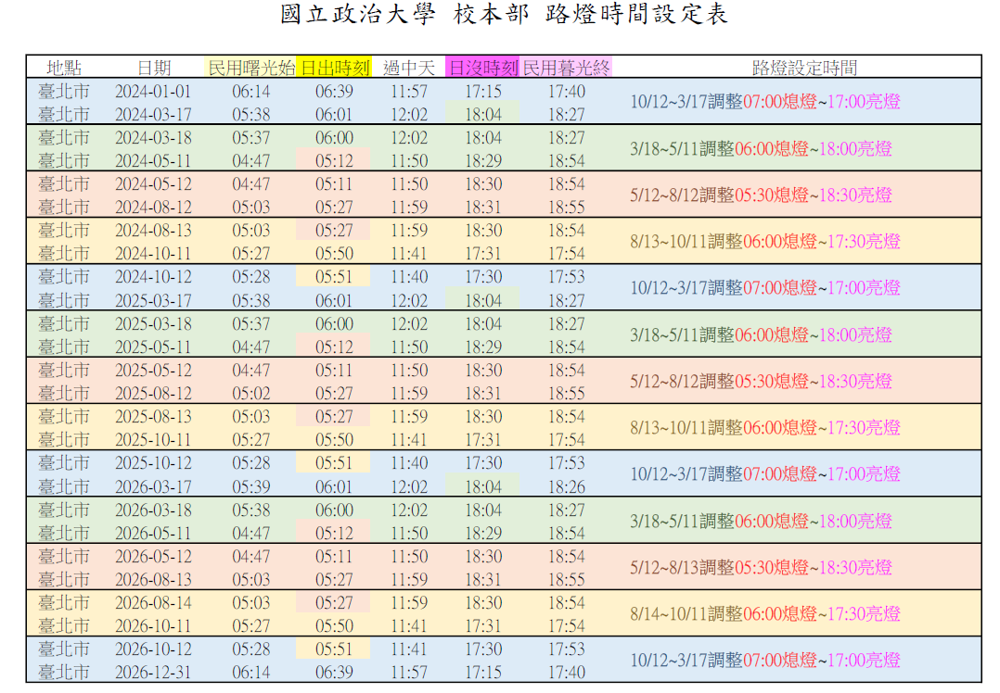 國立政治大學 校本部 路燈時間設定表
地點 日期 民用曙光始 日出時刻 過中天 日沒時刻 民用暮光終 路燈設定時間
臺北市 2024-01-01 06:14 06:39 11:57 17:15 17:40
10/12~3/17調整07:00熄燈~17:00亮燈
臺北市 2024-03-17 05:38 06:01 12:02 18:04 18:27
臺北市 2024-03-18 05:37 06:00 12:02 18:04 18:27
3/18~5/11調整06:00熄燈~18:00亮燈
臺北市 2024-05-11 04:47 05:12 11:50 18:29 18:54
臺北市 2024-05-12 04:47 05:11 11:50 18:30 18:54
5/12~8/12調整05:30熄燈~18:30亮燈
臺北市 2024-08-12 05:03 05:27 11:59 18:31 18:55
臺北市 2024-08-13 05:03 05:27 11:59 18:30 18:54
8/13~10/11調整06:00熄燈~17:30亮燈
臺北市 2024-10-11 05:27 05:50 11:41 17:31 17:54
臺北市 2024-10-12 05:28 05:51 11:40 17:30 17:53
10/12~3/17調整07:00熄燈~17:00亮燈
臺北市 2025-03-17 05:38 06:01 12:02 18:04 18:27
臺北市 2025-03-18 05:37 06:00 12:02 18:04 18:27
3/18~5/11調整06:00熄燈~18:00亮燈
臺北市 2025-05-11 04:47 05:12 11:50 18:29 18:54
臺北市 2025-05-12 04:47 05:11 11:50 18:30 18:54
5/12~8/12調整05:30熄燈~18:30亮燈
臺北市 2025-08-12 05:02 05:27 11:59 18:31 18:55
臺北市 2025-08-13 05:03 05:27 11:59 18:30 18:54
8/13~10/11調整06:00熄燈~17:30亮燈
臺北市 2025-10-11 05:27 05:50 11:41 17:31 17:54
臺北市 2025-10-12 05:28 05:51 11:40 17:30 17:53
10/12~3/17調整07:00熄燈~17:00亮燈
臺北市 2026-03-17 05:39 06:01 12:02 18:04 18:26
臺北市 2026-03-18 05:38 06:00 12:02 18:04 18:27
3/18~5/11調整06:00熄燈~18:00亮燈
臺北市 2026-05-11 04:47 05:12 11:50 18:29 18:54
臺北市 2026-05-12 04:47 05:11 11:50 18:30 18:54
5/12~8/13調整05:30熄燈~18:30亮燈
臺北市 2026-08-13 05:03 05:27 11:59 18:31 18:55
臺北市 2026-08-14 05:03 05:27 11:59 18:30 18:54
8/14~10/11調整06:00熄燈~17:30亮燈
臺北市 2026-10-11 05:27 05:50 11:41 17:31 17:54
臺北市 2026-10-12 05:28 05:51 11:41 17:30 17:53
10/12~3/17調整07:00熄燈~17:00亮燈
臺北市 2026-12-31 06:14 06:39 11:57 17:15 17:40